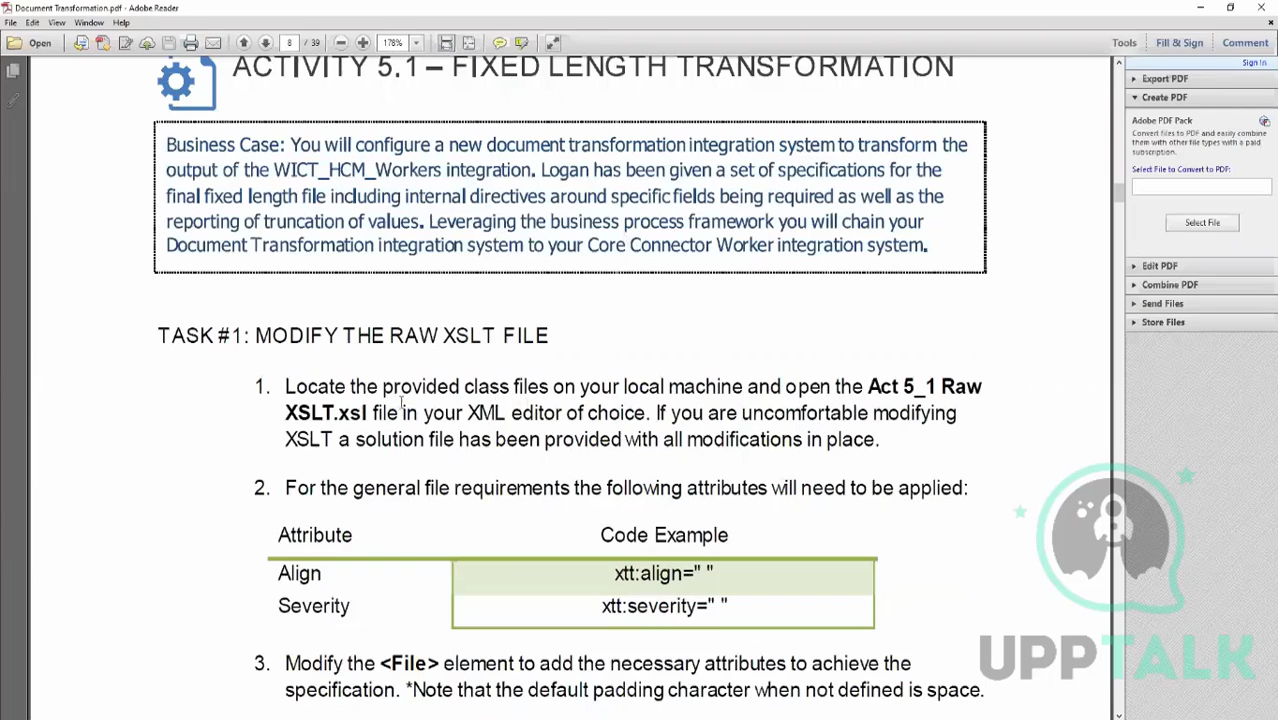 Document Transformation.pdf - Adobe Reader
File Edit View Window Help
Open 8 / 39 178% Tools Fill & Sign Comment
Sign In
Export PDF
Create PDF
Adobe PDF Pack
Convert files to PDF and easily combine
them with other file types with a paid
subscription.
Select File to Convert to PDF:
Select File
Edit PDF
Combine PDF
Send Files
Store Files
ACTIVITY 5.1 – FIXED LENGTH TRANSFORMATION
Business Case: You will configure a new document transformation integration system to transform the
output of the WICT_HCM_Workers integration. Logan has been given a set of specifications for the
final fixed length file including internal directives around specific fields being required as well as the
reporting of truncation of values. Leveraging the business process framework you will chain your
Document Transformation integration system to your Core Connector Worker integration system.
TASK #1: MODIFY THE RAW XSLT FILE
1. Locate the provided class files on your local machine and open the Act 5_1 Raw
XSLT.xsl file in your XML editor of choice. If you are uncomfortable modifying
XSLT a solution file has been provided with all modifications in place.
2. For the general file requirements the following attributes will need to be applied:
Attribute Code Example
Align xtt:align=" "
Severity xtt:severity=" "
3. Modify the <File> element to add the necessary attributes to achieve the
specification. *Note that the default padding character when not defined is space.
UPPTALK